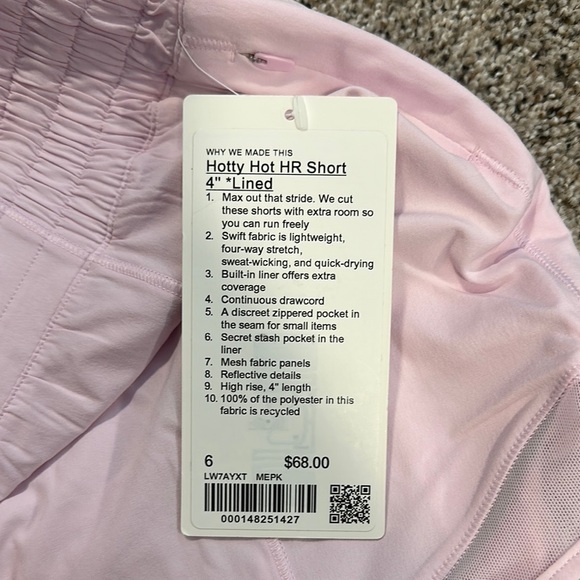 WHY WE MADE THIS
Hotty Hot HR Short
4" *Lined
1. Max out that stride. We cut
these shorts with extra room so
you can run freely
2. Swift fabric is lightweight,
four-way stretch,
sweat-wicking, and quick-drying
3. Built-in liner offers extra
coverage
4. Continuous drawcord
5. A discreet zippered pocket in
the seam for small items
6. Secret stash pocket in the
liner
7. Mesh fabric panels
8. Reflective details
9. High rise, 4" length
10. 100% of the polyester in this
fabric is recycled
6 $68.00
LW7AYXT MEPK
000148251427